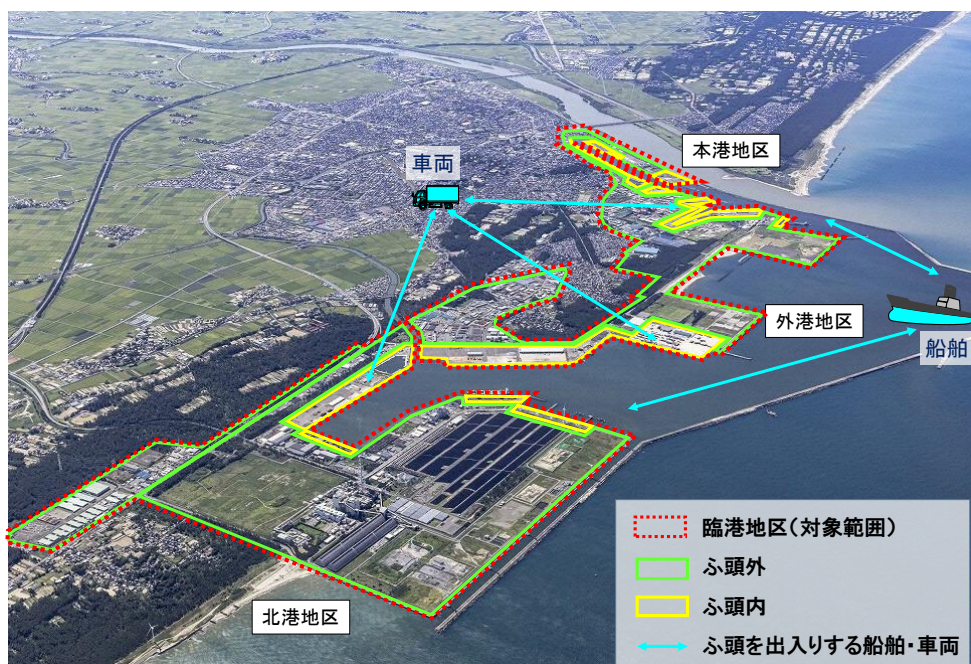 車両
本港地区
外港地区
船舶
北港地区
臨港地区(対象範囲)
ふ頭外
ふ頭内
ふ頭を出入りする船舶・車両